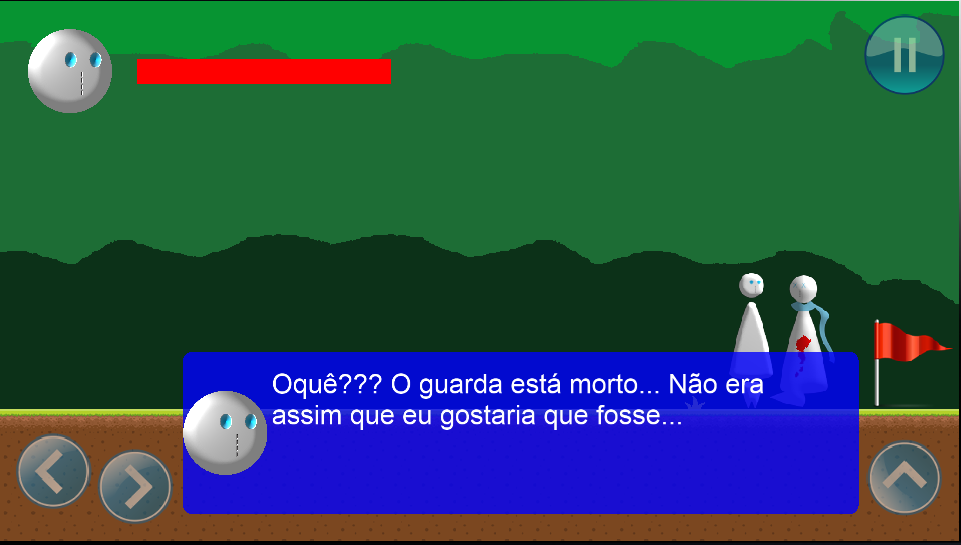 Oquê??? O guarda está morto... Não era
assim que eu gostaria que fosse...